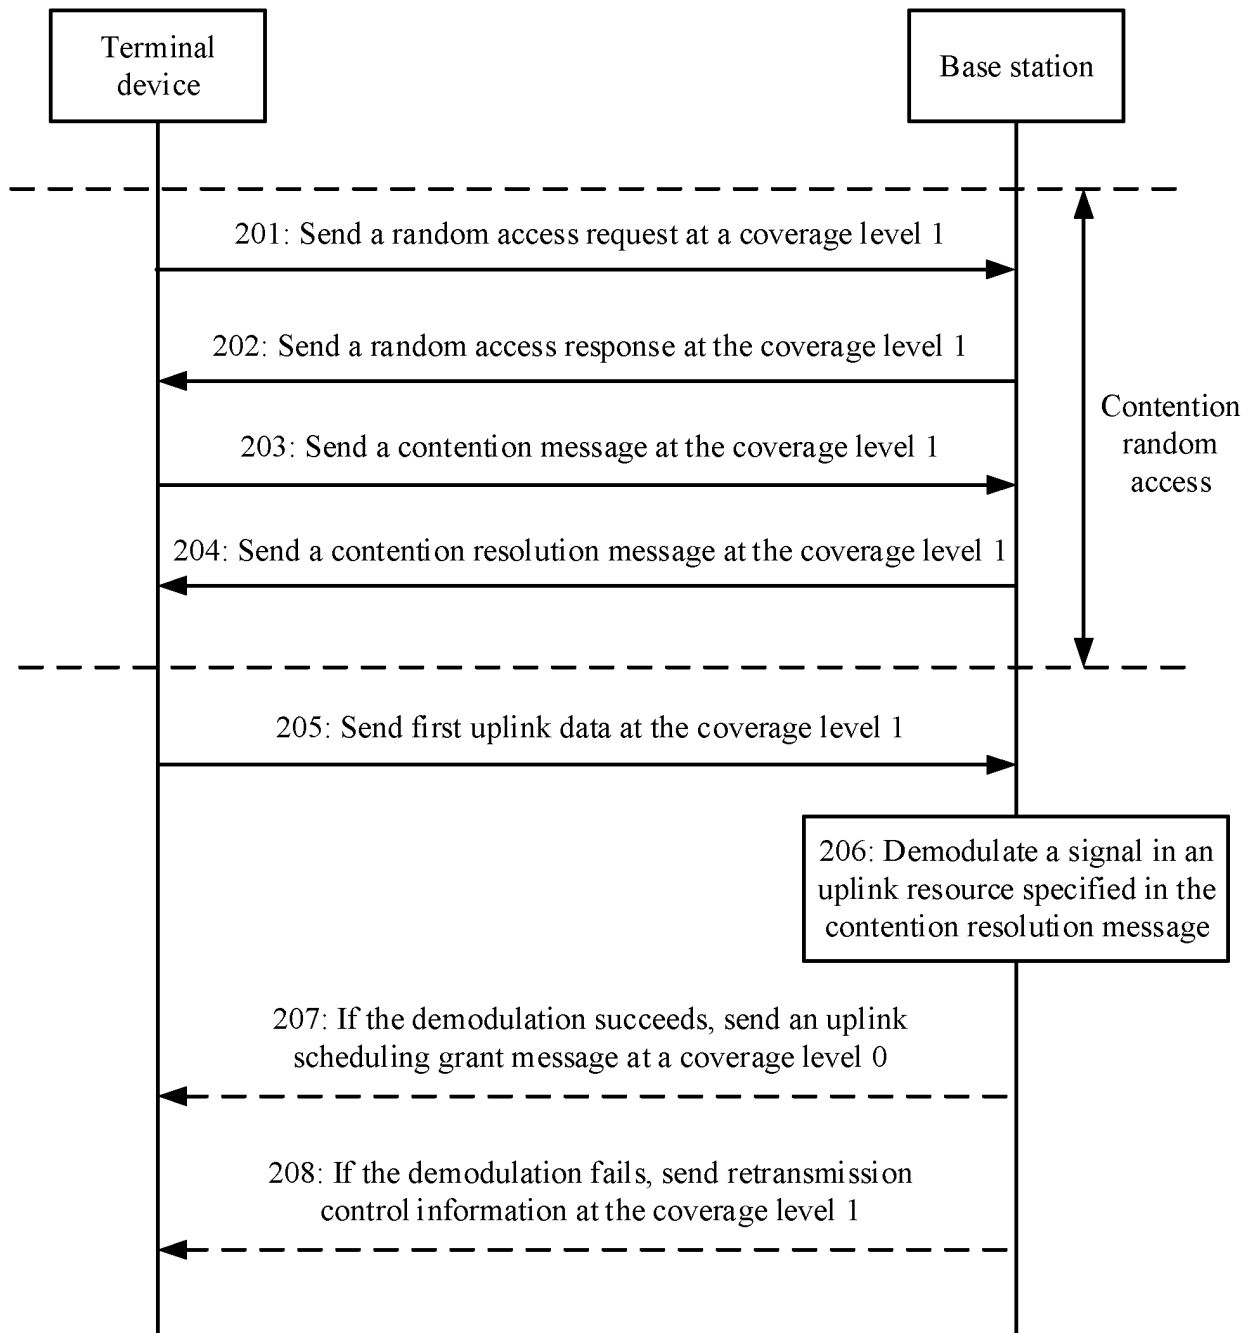 Terminal
device
Base station
201: Send a random access request at a coverage level 1
202: Send a random access response at the coverage level 1
203: Send a contention message at the coverage level 1
204: Send a contention resolution message at the coverage level 1
Contention
random
access
205: Send first uplink data at the coverage level 1
206: Demodulate a signal in an
uplink resource specified in the
contention resolution message
207: If the demodulation succeeds, send an uplink
scheduling grant message at a coverage level 0
208: If the demodulation fails, send retransmission
control information at the coverage level 1